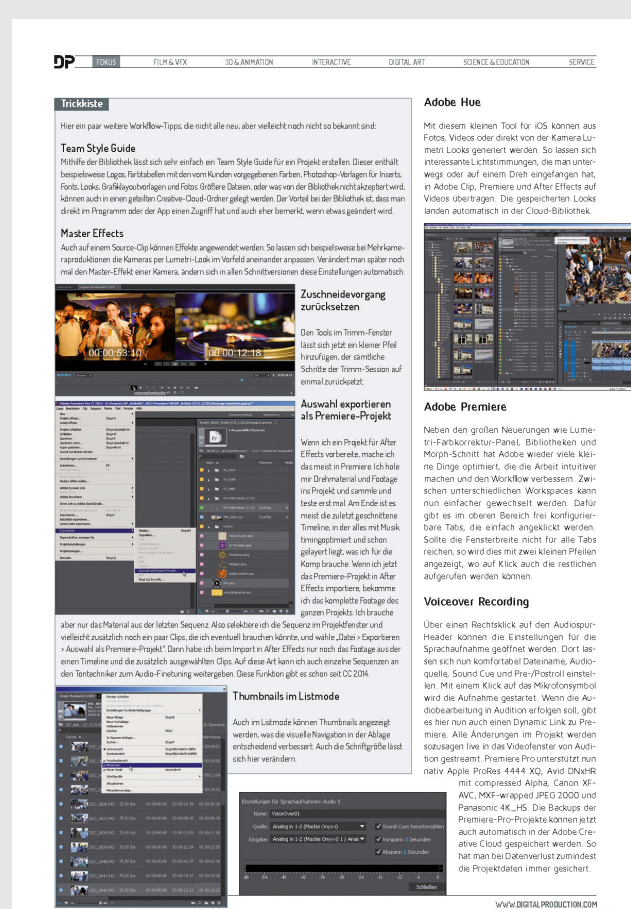 DP FOKUS FILM & VFX 3D & ANIMATION INTERACTIVE DIGITAL ART SCIENCE & EDUCATION SERVICE
Trickkiste
Hier ein paar weitere Workflow-Tipps, die nicht alle neu, aber vielleicht noch nicht so bekannt sind:
Team Style Guide
Mithilfe der Bibliothek lässt sich sehr einfach ein Team Style Guide für ein Projekt erstellen. Dieser enthält
beispielsweise Logos, Farbtabellen mit den vom Kunden vorgegebenen Farben, Photoshop-Vorlagen für Inserts,
Fonts, Looks, Grafiklayoutvorlagen und Fotos. Größere Dateien, oder was von der Bibliothek nicht akzeptiert wird,
können auch in einen geteilten Creative-Cloud-Ordner gelegt werden. Der Vorteil bei der Bibliothek ist, dass man
direkt im Programm oder der App einen Zugriff hat und auch eher bemerkt, wenn etwas geändert wird.
Master Effects
Auch auf einem Source-Clip können Effekte angewendet werden. So lassen sich beispielsweise bei Mehrkame-
raproduktionen die Kameras per Lumetri-Look im Vorfeld aneinander anpassen. Verändert man später noch
mal den Master-Effekt einer Kamera, ändern sich in allen Schnittversionen diese Einstellungen automatisch.
00:00:53:10 00:00:12:18
Zuschneidevorgang
zurücksetzen
Den Tools im Trimm-Fenster
lässt sich jetzt ein kleiner Pfeil
hinzufügen, der sämtliche
Schritte der Trimm-Session auf
einmal zurücksetzt.
Auswahl exportieren
als Premiere-Projekt
Wenn ich ein Projekt für After
Effects vorbereite, mache ich
das meist in Premiere. Ich hole
mir Drehmaterial und Footage
ins Projekt und sammle und
teste erst mal. Am Ende ist es
meist die zuletzt geschnittene
Timeline, in der alles mit Musik
timingoptimiert und schon
gelayert liegt, was ich für die
Komp brauche. Wenn ich jetzt
das Premiere-Projekt in After
Effects importiere, bekomme
ich das komplette Footage des
ganzen Projekts. Ich brauche
aber nur das Material aus der letzten Sequenz. Also selektiere ich die Sequenz im Projektfenster und
vielleicht zusätzlich noch ein paar Clips, die ich eventuell brauchen könnte, und wähle „Datei > Exportieren
> Auswahl als Premiere-Projekt“. Dann habe ich beim Import in After Effects nur noch das Footage aus der
einen Timeline und die zusätzlich ausgewählten Clips. Auf diese Art kann ich auch einzelne Sequenzen an
den Tontechniker zum Audio-Finetuning weitergeben. Diese Funktion gibt es schon seit CC 2014.
Thumbnails im Listmode
Auch im Listmode können Thumbnails angezeigt
werden, was die visuelle Navigation in der Ablage
entscheidend verbessert. Auch die Schriftgröße lässt
sich hier verändern.
Einstellungen für Sprachaufnahmen: Audio 3
Name: VoiceOver01
Quelle: Analog in 1-2 (Mackie Onyx-i) Sound-Cues herunterzählen
Eingabe: Analog in 1-2 (Mackie Onyx-i) 1 / Analo Vorspann 3 Sekunden
Abspann 2 Sekunden
Schließen
Adobe Hue
Mit diesem kleinen Tool für iOS können aus
Fotos, Videos oder direkt von der Kamera Lu-
metri Looks generiert werden. So lassen sich
interessante Lichtstimmungen, die man unter-
wegs oder auf einem Dreh eingefangen hat,
in Adobe Clip, Premiere und After Effects auf
Videos übertragen. Die gespeicherten Looks
landen automatisch in der Cloud-Bibliothek.
Adobe Premiere
Neben den großen Neuerungen wie Lume-
tri-Farbkorrektur-Panel, Bibliotheken und
Morph-Schnitt hat Adobe wieder viele klei-
ne Dinge optimiert, die die Arbeit intuitiver
machen und den Workflow verbessern. Zwi-
schen unterschiedlichen Workspaces kann
nun einfacher gewechselt werden. Dafür
gibt es im oberen Bereich frei konfigurier-
bare Tabs, die einfach angeklickt werden.
Sollte die Fensterbreite nicht für alle Tabs
reichen, so wird dies mit zwei kleinen Pfeilen
angezeigt, wo auf Klick auch die restlichen
aufgerufen werden können.
Voiceover Recording
Über einen Rechtsklick auf den Audiospur-
Header können die Einstellungen für die
Sprachaufnahme geöffnet werden. Dort las-
sen sich nun komfortabel Dateiname, Audio-
quelle, Sound Cue und Pre-/Postroll einstel-
len. Mit einem Klick auf das Mikrofonsymbol
wird die Aufnahme gestartet. Wenn die Au-
diobearbeitung in Audition erfolgen soll, gibt
es hier nun auch einen Dynamic Link zu Pre-
miere. Alle Änderungen im Projekt werden
sozusagen live in das Videofenster von Audi-
tion gestreamt. Premiere Pro unterstützt nun
nativ Apple ProRes 4444 XQ, Avid DNxHR
mit compressed Alpha, Canon XF-
AVC, MXF-wrapped JPEG 2000 und
Panasonic 4K_HS. Die Backups der
Premiere-Pro-Projekte können jetzt
auch automatisch in der Adobe Cre-
ative Cloud gespeichert werden. So
hat man bei Datenverlust zumindest
die Projektdaten immer gesichert.
WWW.DIGITALPRODUCTION.COM